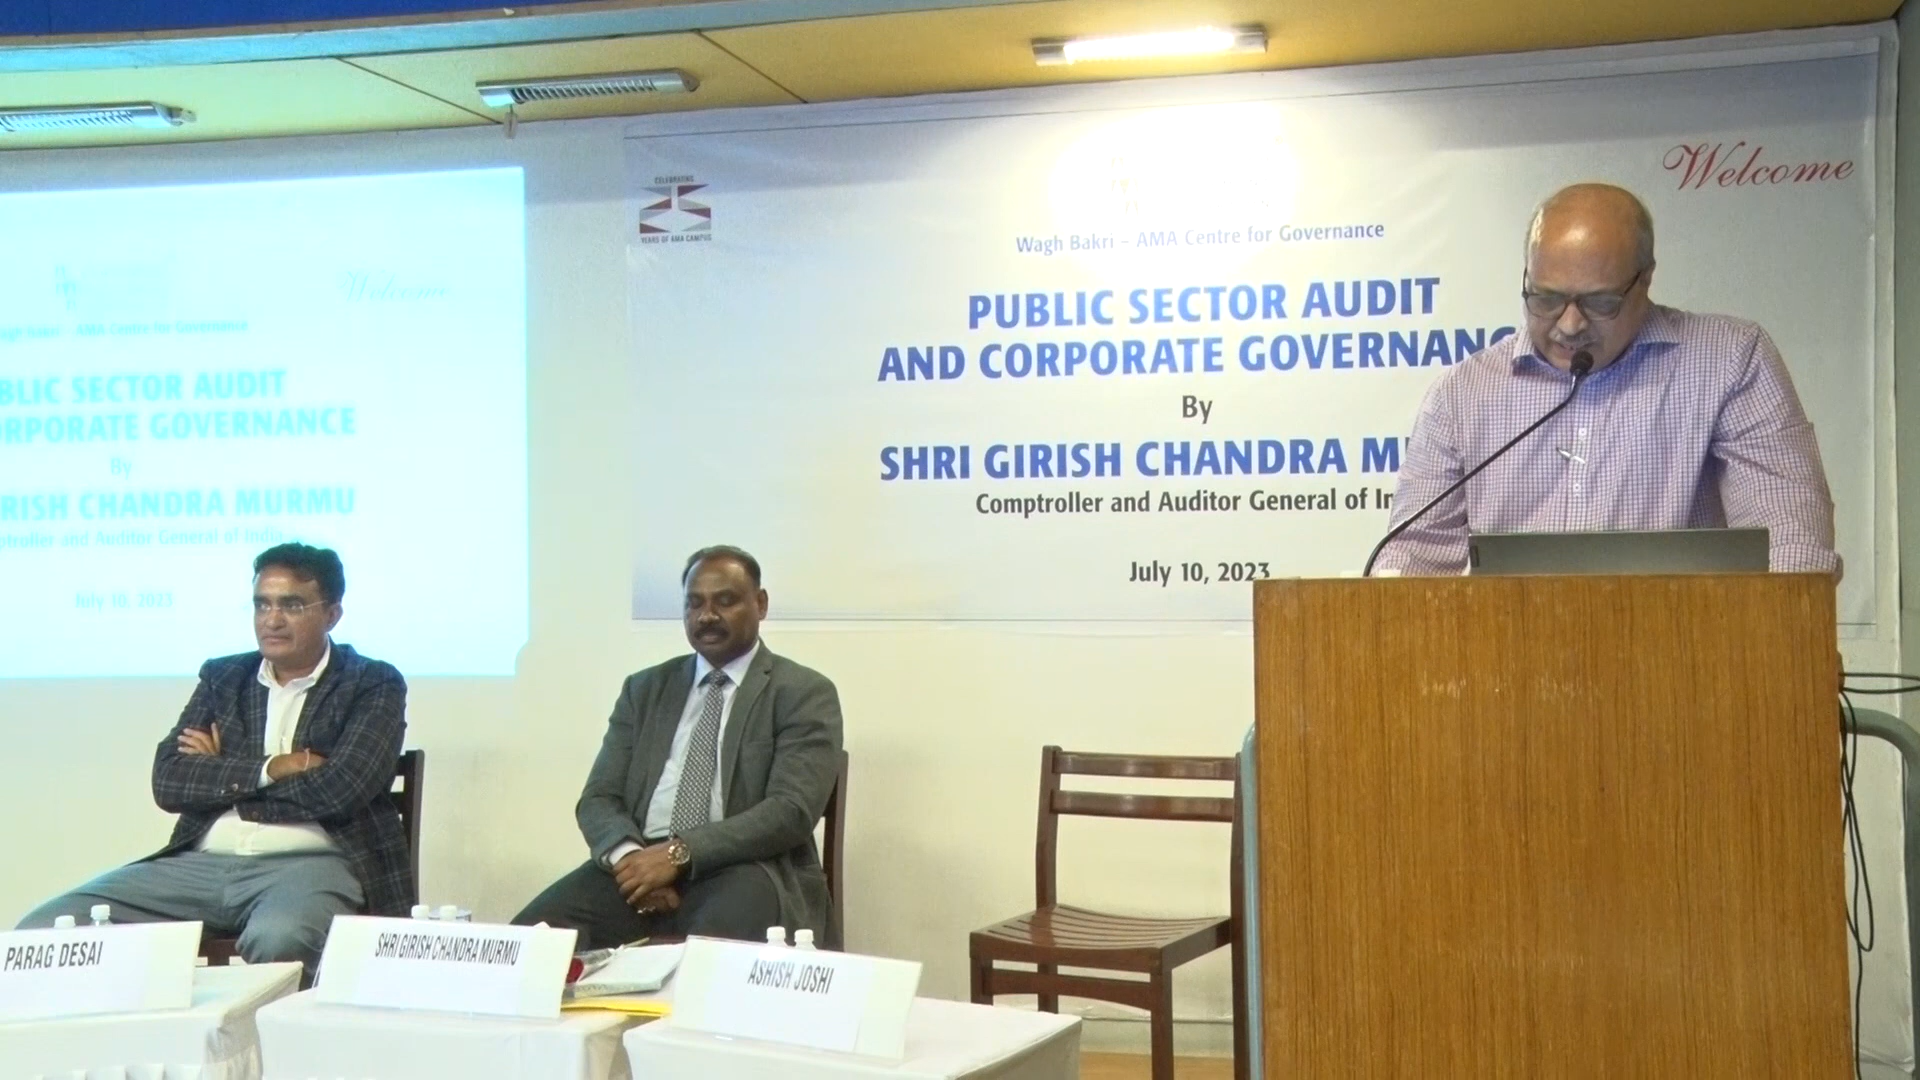 CELEBRATING
YEARS OF AMA CAMPUS
Welcome
Wagh Bakri - AMA Centre for Governance
PUBLIC SECTOR AUDIT
AND CORPORATE GOVERNANC
By
SHRI GIRISH CHANDRA M
Comptroller and Auditor General of In
July 10, 2023
Welcome
Wagh Bakri - AMA Centre for Governance
BLIC SECTOR AUDIT
ORPORATE GOVERNANCE
By
RISH CHANDRA MURMU
ptroller and Auditor General of India
July 10, 2023
PARAG DESAI
SHRI GIRISH CHANDRA MURMU
ASHISH JOSHI